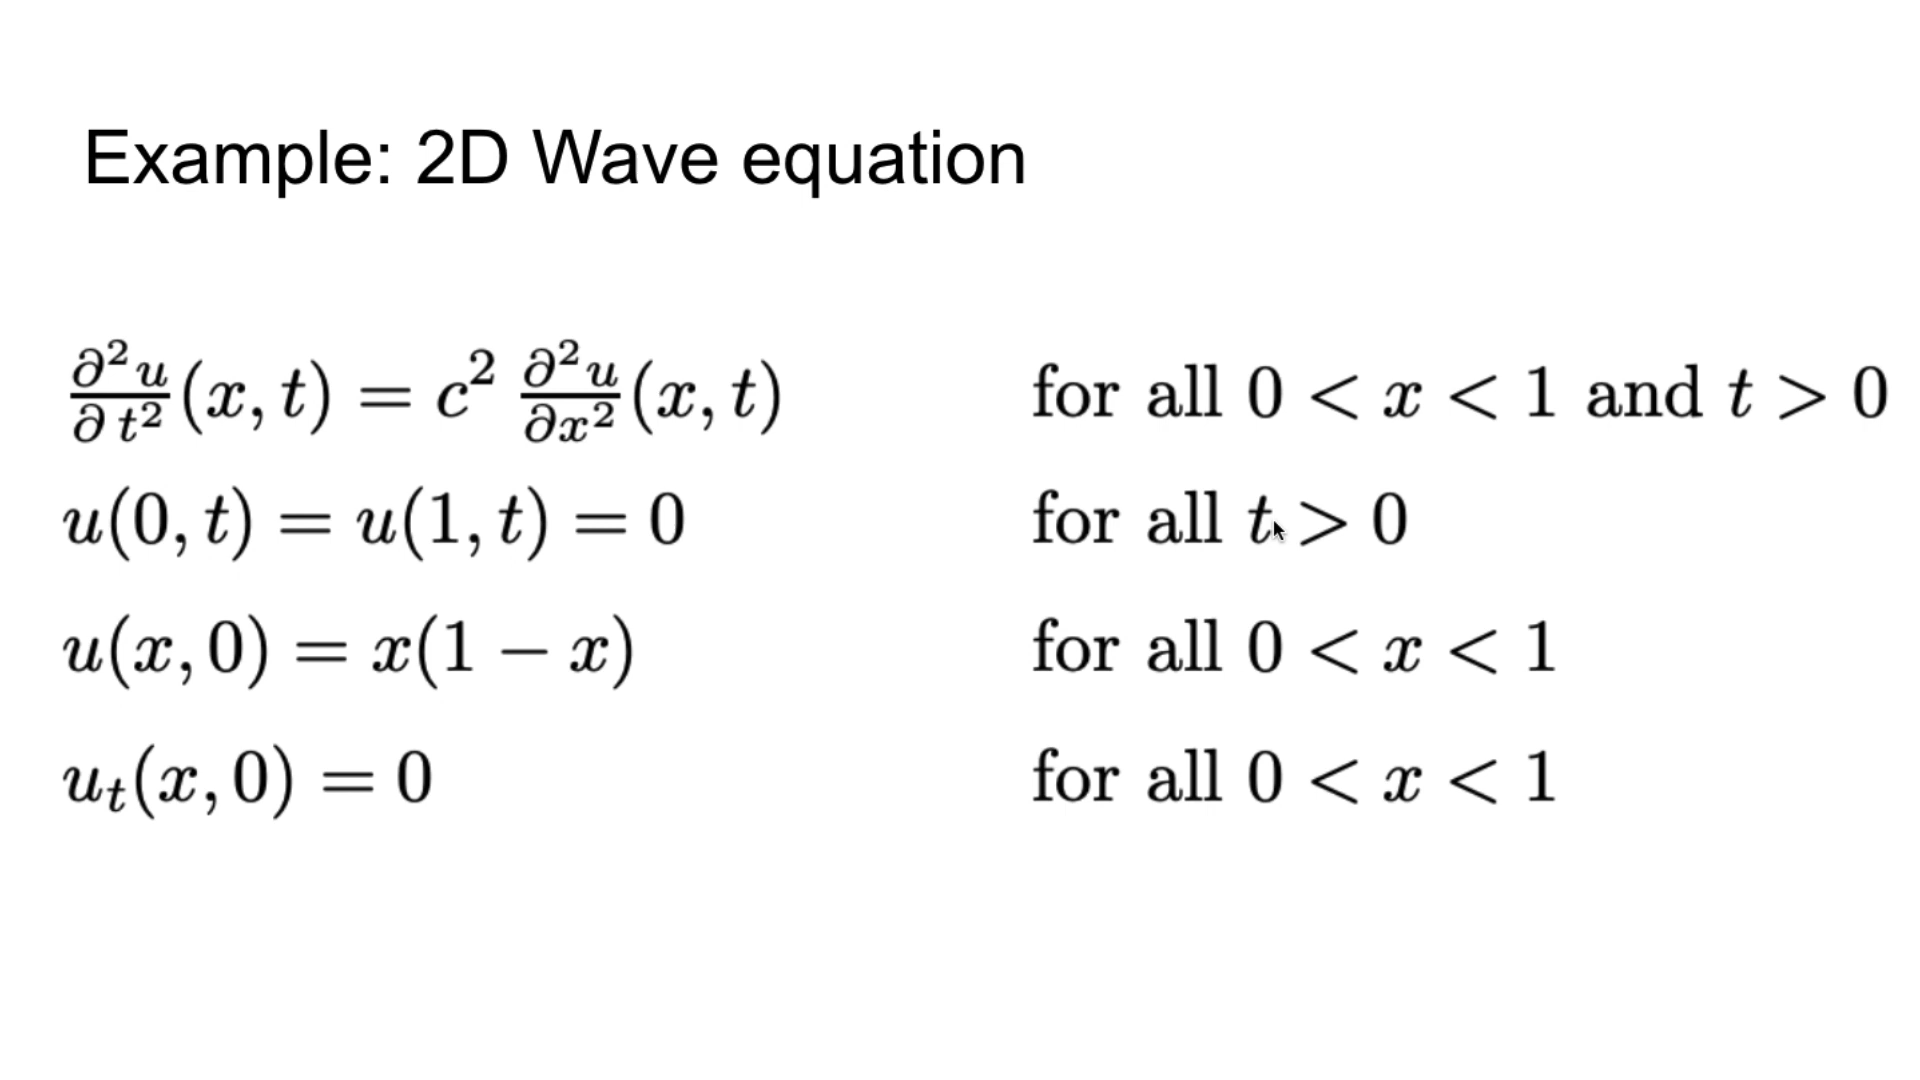 Example: 2D Wave equation
∂²u/∂t²(x, t) = c² ∂²u/∂x²(x, t) for all 0 < x < 1 and t > 0
u(0, t) = u(1, t) = 0 for all t > 0
u(x, 0) = x(1 − x) for all 0 < x < 1
uₜ(x, 0) = 0 for all 0 < x < 1